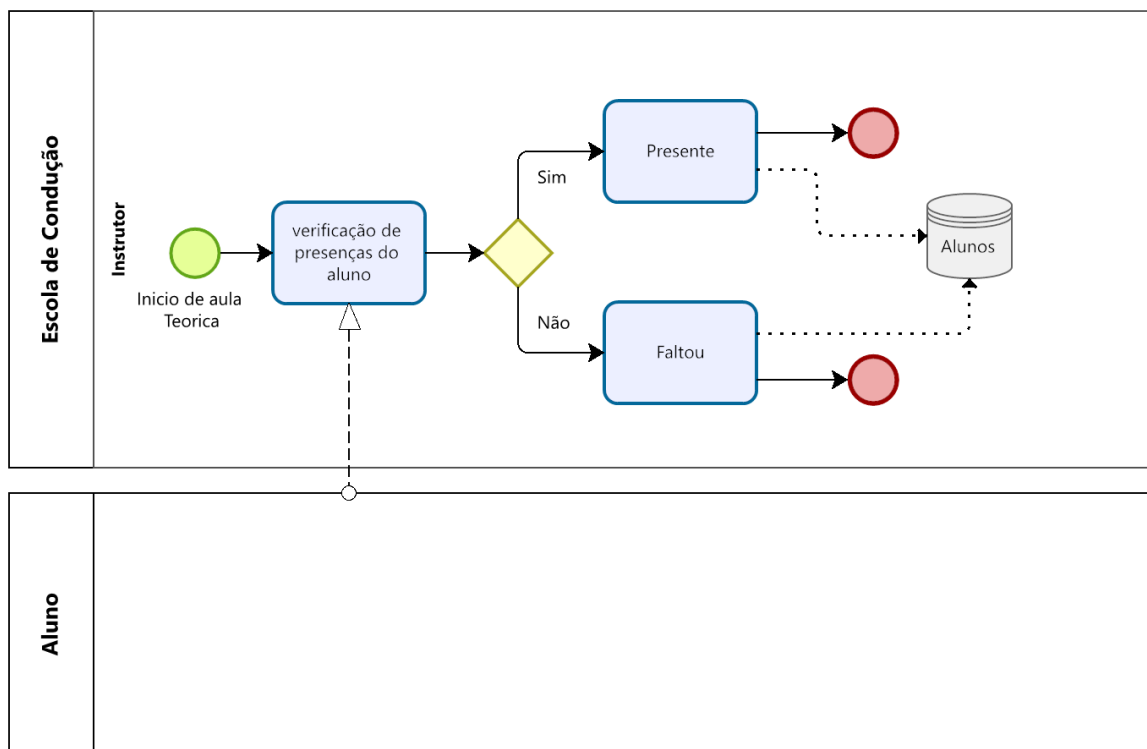 Escola de Condução
Instrutor
Inicio de aula
Teorica
verificação de
presenças do
aluno
Sim
Não
Presente
Faltou
Alunos
Aluno